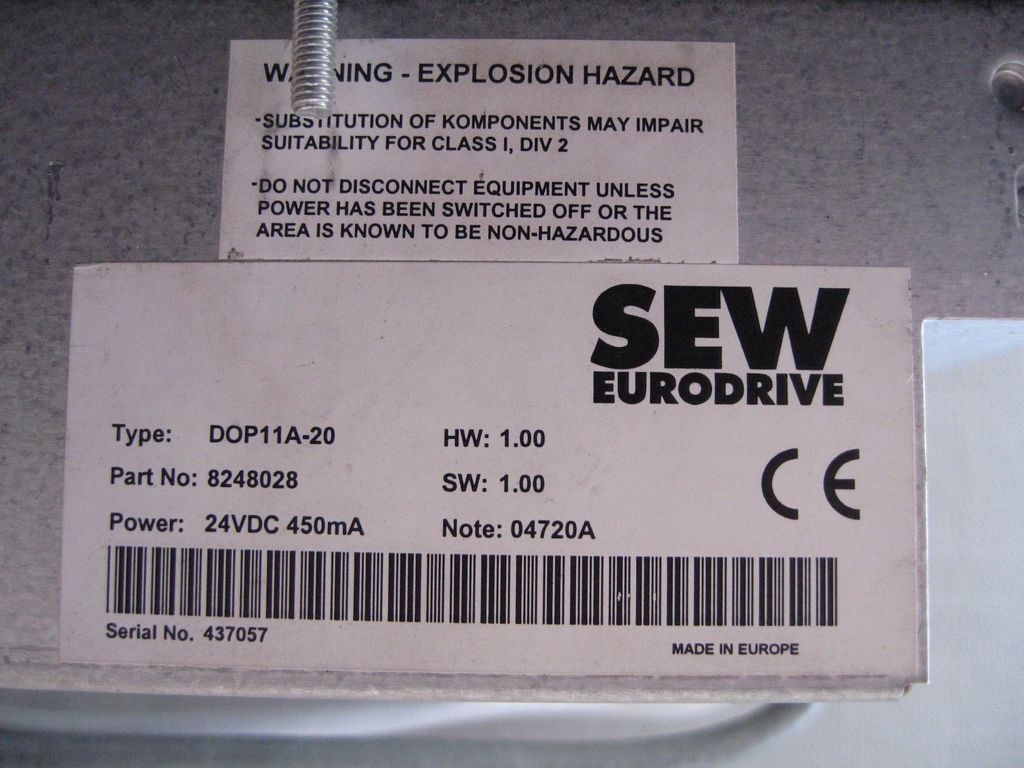 WARNING - EXPLOSION HAZARD
-SUBSTITUTION OF KOMPONENTS MAY IMPAIR
SUITABILITY FOR CLASS I, DIV 2
-DO NOT DISCONNECT EQUIPMENT UNLESS
POWER HAS BEEN SWITCHED OFF OR THE
AREA IS KNOWN TO BE NON-HAZARDOUS
SEW
EURODRIVE
Type: DOP11A-20 HW: 1.00
Part No: 8248028 SW: 1.00
Power: 24VDC 450mA Note: 04720A
CE
Serial No. 437057
MADE IN EUROPE